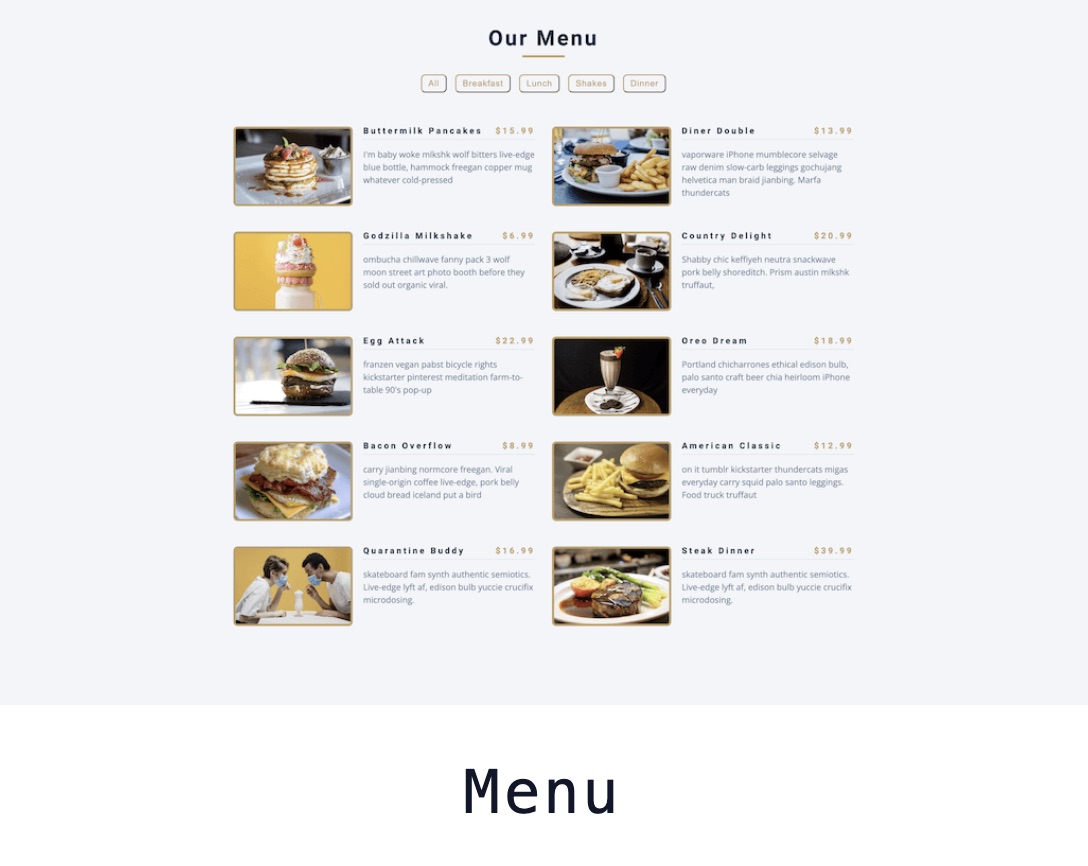 Our Menu
All Breakfast Lunch Shakes Dinner
Buttermilk Pancakes $15.99
I'm baby woke mlkshk wolf bitters live-edge
blue bottle, hammock freegan copper mug
whatever cold-pressed
Diner Double $13.99
vaporware iPhone mumblecore selvage
raw denim slow-carb leggings gochujang
helvetica man braid jianbing. Marfa
thundercats
Godzilla Milkshake $6.99
ombucha chillwave fanny pack 3 wolf
moon street art photo booth before they
sold out organic viral.
Country Delight $20.99
Shabby chic keffiyeh neutra snackwave
pork belly shoreditch. Prism austin mlkshk
truffaut,
Egg Attack $22.99
franzen vegan pabst bicycle rights
kickstarter pinterest meditation farm-to-
table 90's pop-up
Oreo Dream $18.99
Portland chicharrones ethical edison bulb,
palo santo craft beer chia heirloom iPhone
everyday
Bacon Overflow $8.99
carry jianbing normcore freegan. Viral
single-origin coffee live-edge, pork belly
cloud bread iceland put a bird
American Classic $12.99
on it tumblr kickstarter thundercats migas
everyday carry squid palo santo leggings.
Food truck truffaut
Quarantine Buddy $16.99
skateboard fam synth authentic semiotics.
Live-edge lyft af, edison bulb yuccie crucifix
microdosing.
Steak Dinner $39.99
skateboard fam synth authentic semiotics.
Live-edge lyft af, edison bulb yuccie crucifix
microdosing.
Menu